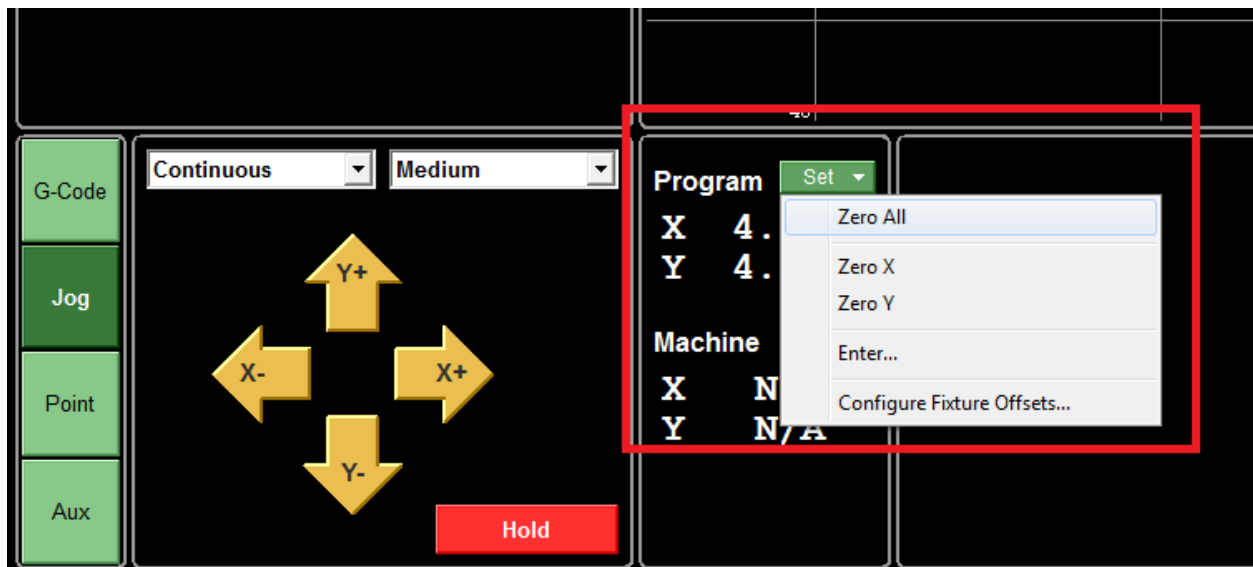 G-Code
Jog
Point
Aux
Continuous
Medium
Y+
X-
X+
Y-
Hold
Program
Set
X 4.
Y 4.
Machine
X N
Y N/A
Zero All
Zero X
Zero Y
Enter...
Configure Fixture Offsets...